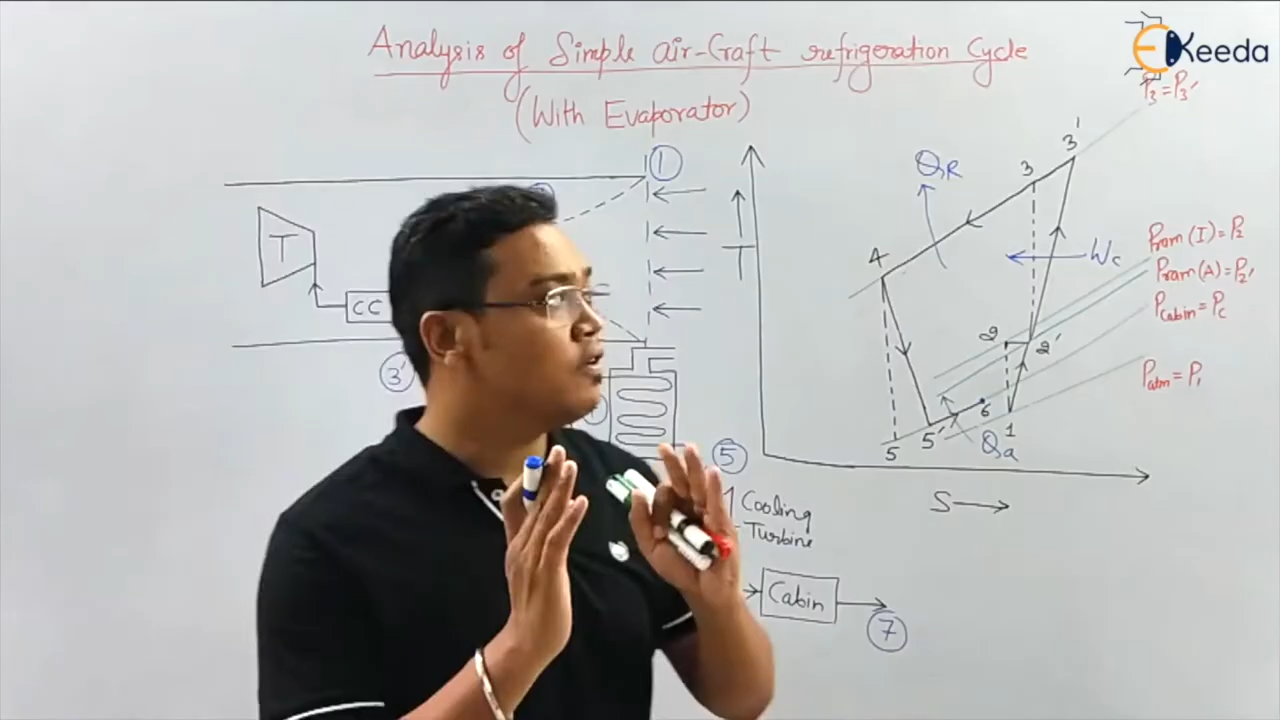 Analysis of Simple air-Craft refrigeration Cycle
(With Evaporator)
EKeeda
P3=P3'
1
T
CC
3'
5
Cooling
Turbine
Cabin
7
T
S
QR
3'
3
4
Wc
2
2'
6
1
5
5'
Qa
Pram(I)=P2
Pram(A)=P2'
Pcabin=Pc
Patm=P1